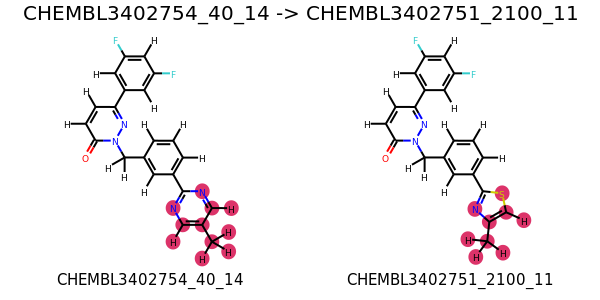 CHEMBL3402754_40_14 -> CHEMBL3402751_2100_11
F H F H
H F H F
H H H H
H N H H H N H H
N H N H
O H H H O H H H
N S
N H N H
H H H H
H H H H
CHEMBL3402754_40_14 CHEMBL3402751_2100_11